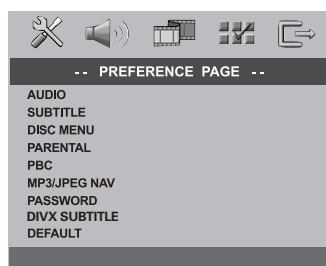 -- PREFERENCE PAGE --
AUDIO
SUBTITLE
DISC MENU
PARENTAL
PBC
MP3/JPEG NAV
PASSWORD
DIVX SUBTITLE
DEFAULT